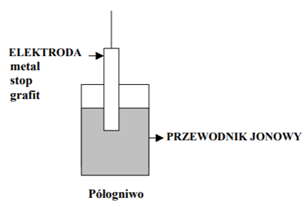 ELEKTRODA
metal
stop
grafit
PRZEWODNIK JONOWY
Półogniwo